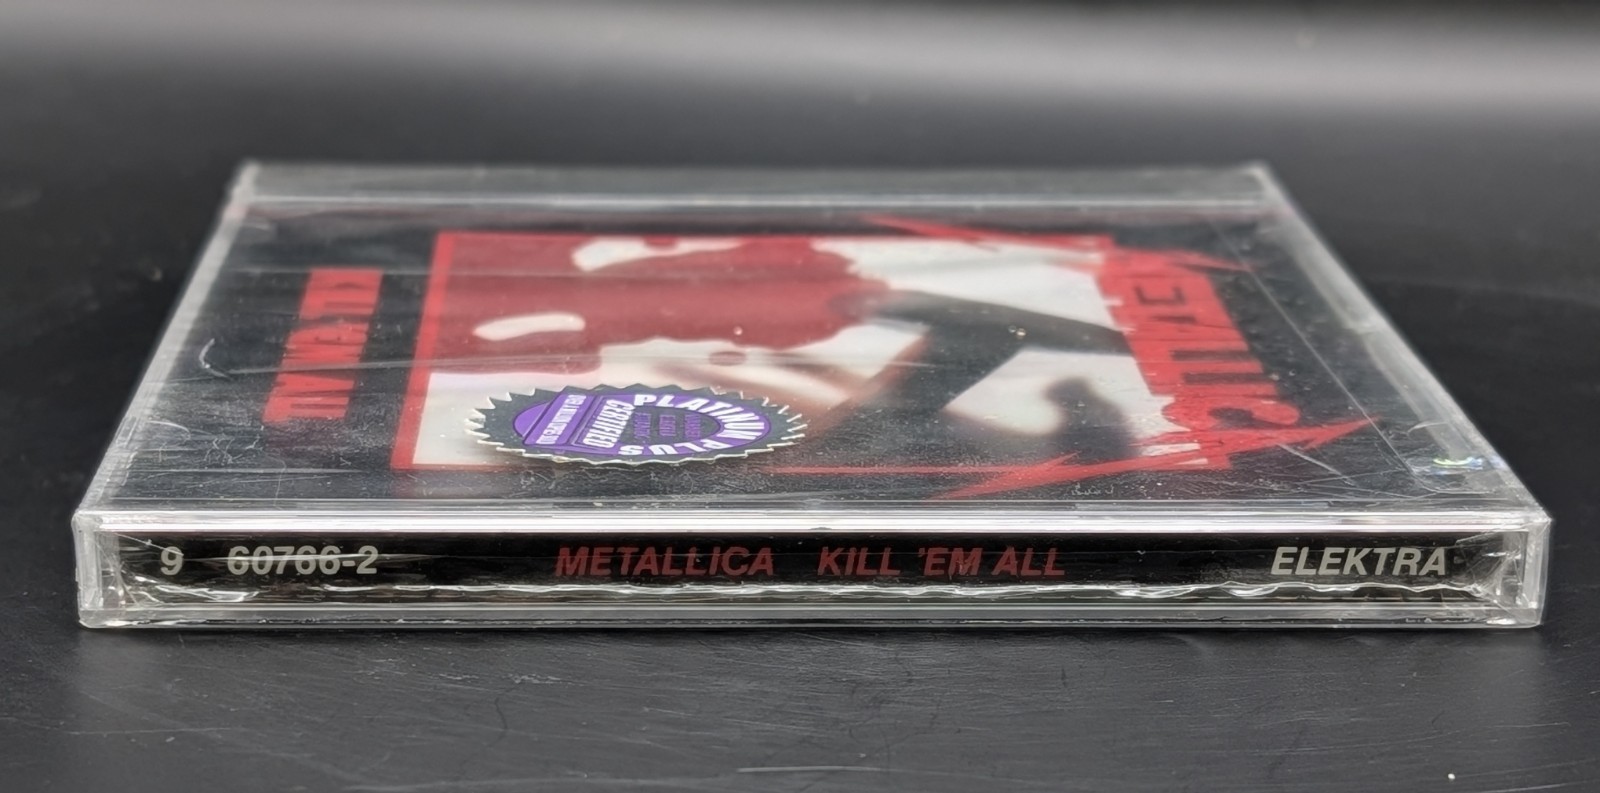 KILL'EM ALL
METALLICA
PLATINUM PLUS
CERTIFIED
9 60766-2 METALLICA KILL 'EM ALL ELEKTRA